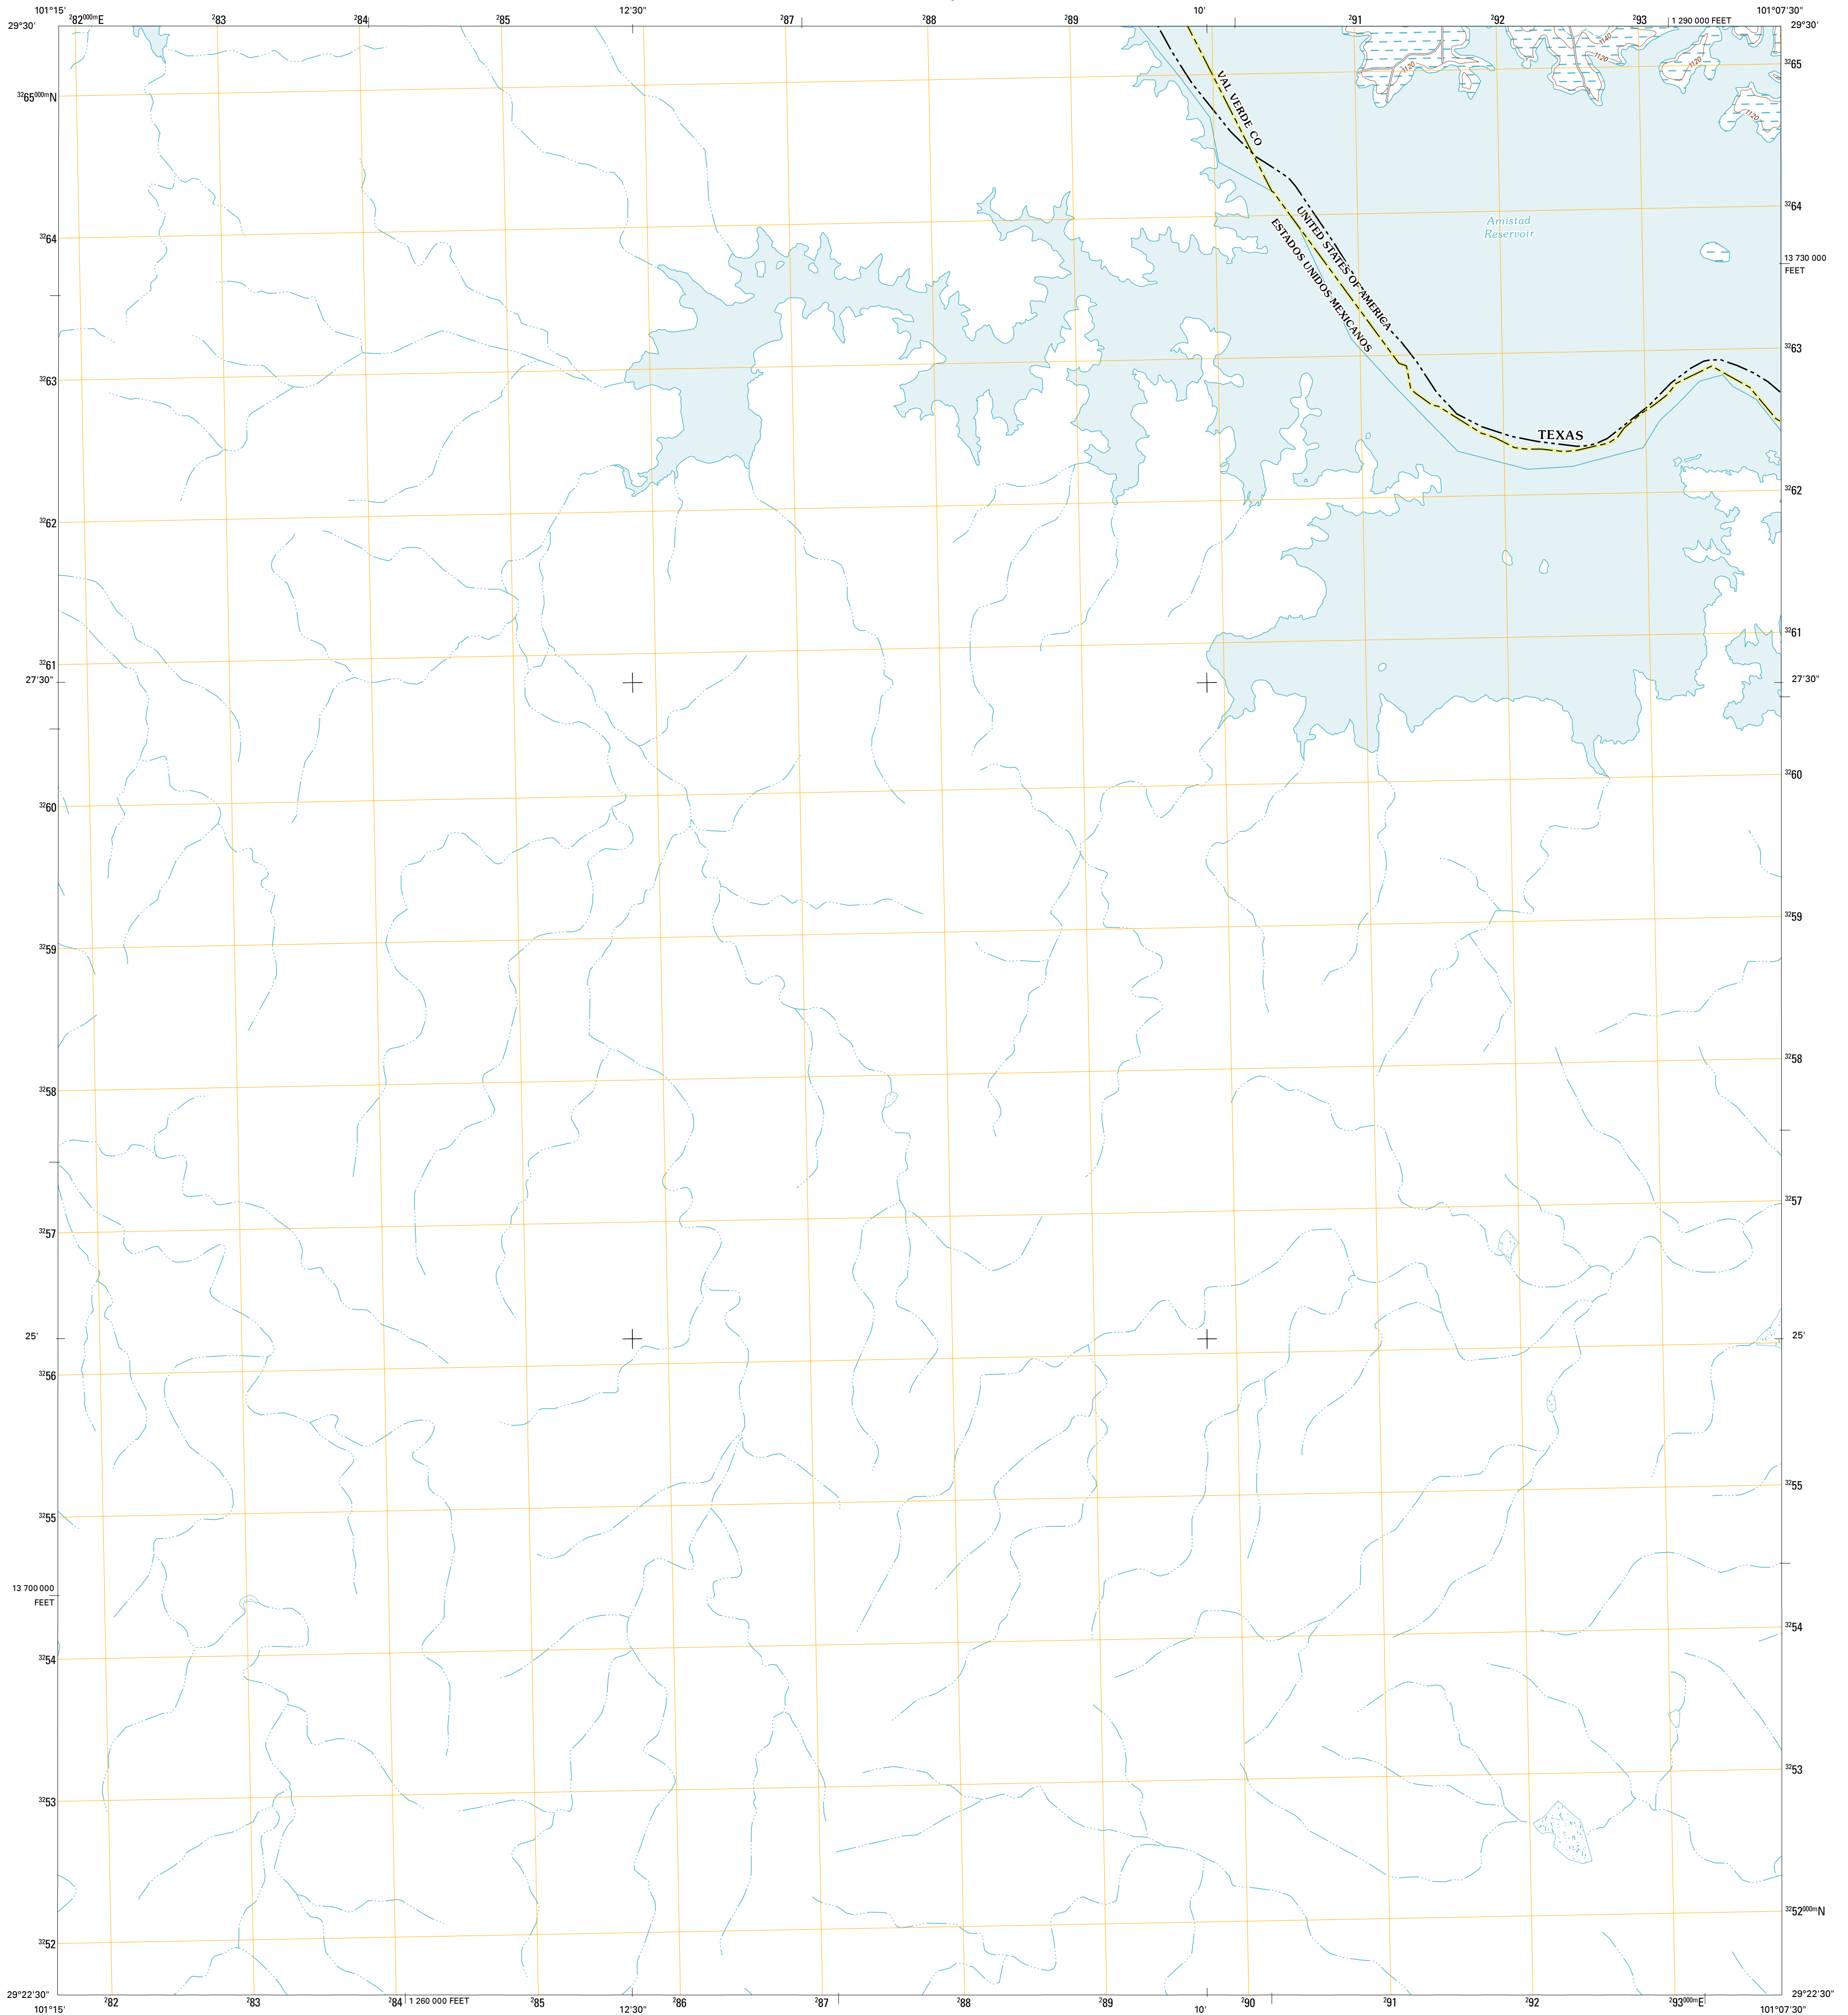 101°15' ²82⁰⁰⁰ᵐE ²83 ²84 ²85 12'30" ²87 ²88 ²89 10' ²91 ²92 ²93 1 290 000 FEET 101°07'30"
29°30' 29°30'
1140
1120
1120
1120
1120
³²65⁰⁰⁰ᵐN ³²65
VAL VERDE CO
³²64 ³²64
Amistad
Reservoir
UNITED STATES OF AMERICA
ESTADOS UNIDOS MEXICANOS
13 730 000
FEET
³²63 ³²63
TEXAS
³²62 ³²62
³²61 ³²61
27'30" 27'30"
³²60 ³²60
³²59 ³²59
³²58 ³²58
³²57 ³²57
25' 25'
³²56
³²55 ³²55
13 700 000
FEET
³²54 ³²54
³²53 ³²53
³²52 ³²52⁰⁰⁰ᵐN
29°22'30" 29°22'30"
²82 ²83 ²84 1 260 000 FEET ²85 ²86 ²87 ²88 ²89 ²90 ²91 ²92 ²93⁰⁰⁰ᵐE
101°15' 12'30" 10' 101°07'30"